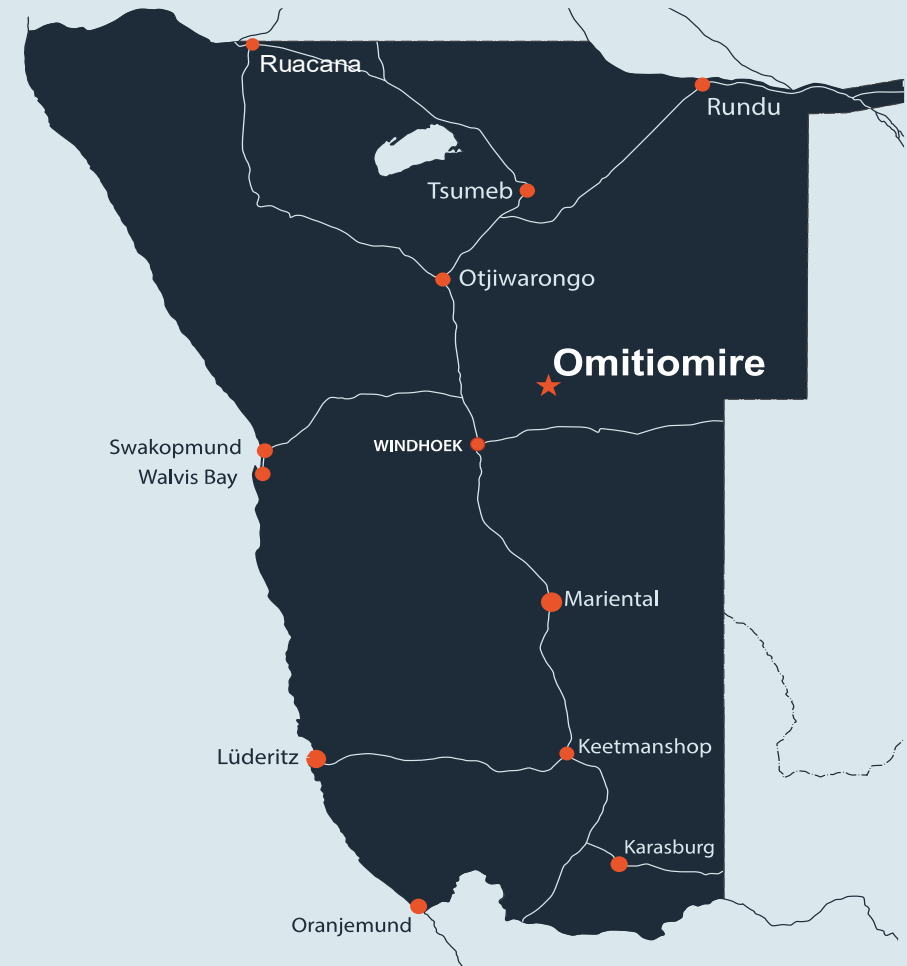 Ruacana
Rundu
Tsumeb
Otjiwarongo
Omitiomire
Swakopmund
WINDHOEK
Walvis Bay
Mariental
Lüderitz
Keetmanshop
Karasburg
Oranjemund